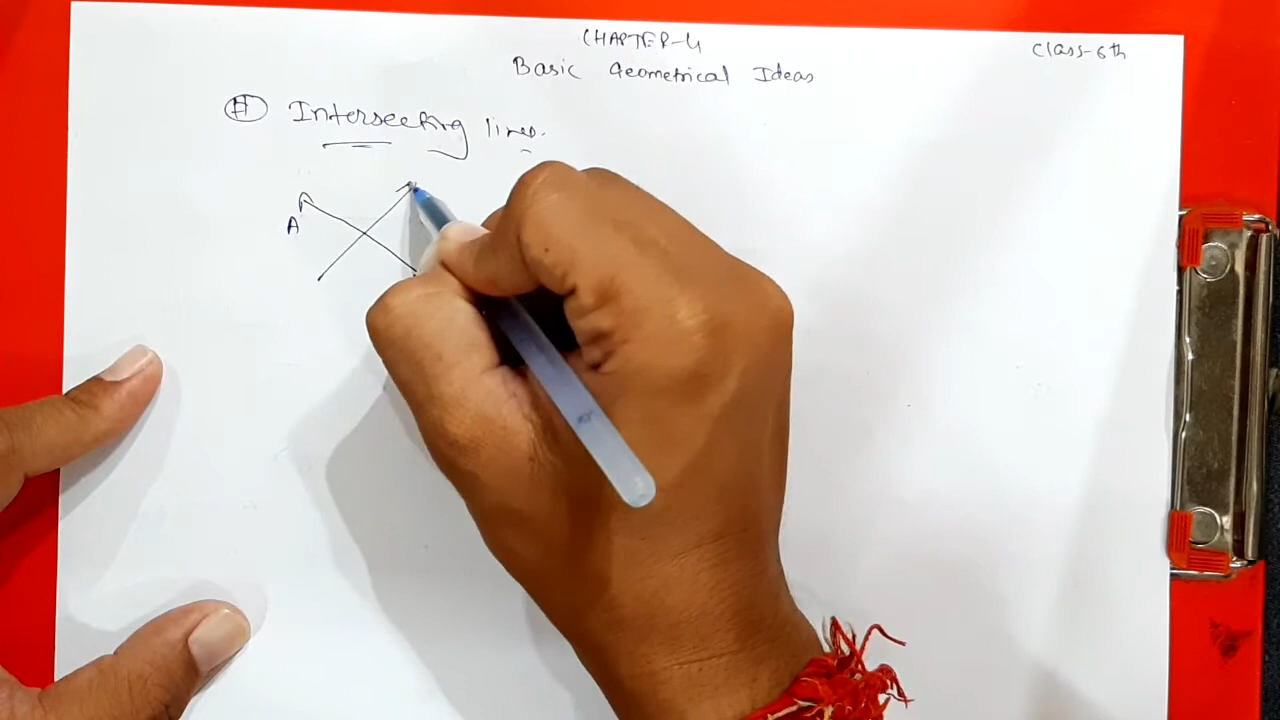 CHAPTER-4
Class-6th
Basic Geometrical Ideas
# Intersecting lines.
A